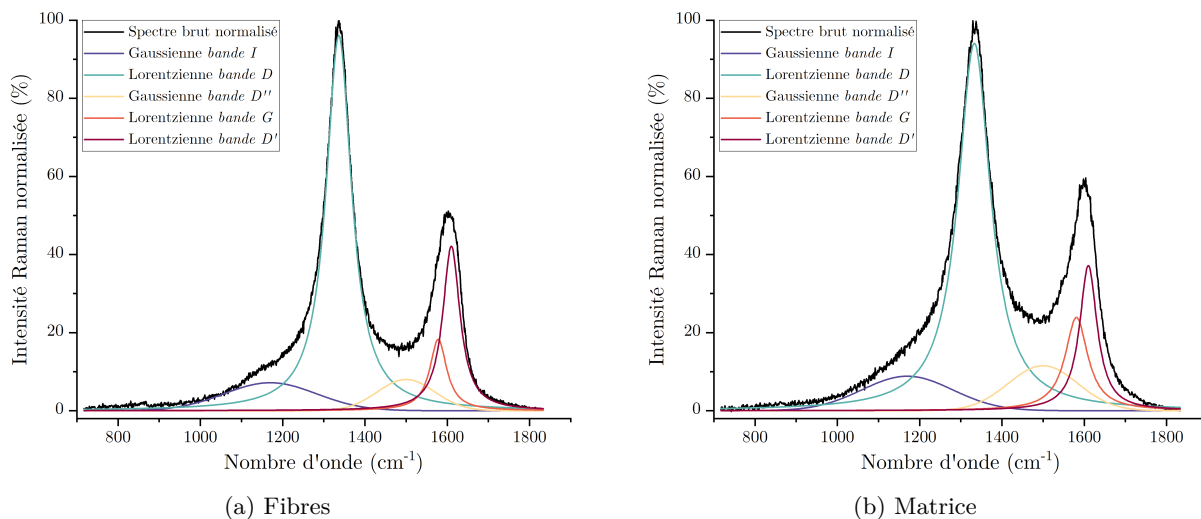 100
80
60
40
20
0
Intensité Raman normalisée (%)
Spectre brut normalisé
Gaussienne bande I
Lorentzienne bande D
Gaussienne bande D''
Lorentzienne bande G
Lorentzienne bande D'
800 1000 1200 1400 1600 1800
Nombre d'onde (cm⁻¹)
(a) Fibres
100
80
60
40
20
0
Intensité Raman normalisée (%)
Spectre brut normalisé
Gaussienne bande I
Lorentzienne bande D
Gaussienne bande D''
Lorentzienne bande G
Lorentzienne bande D'
800 1000 1200 1400 1600 1800
Nombre d'onde (cm⁻¹)
(b) Matrice